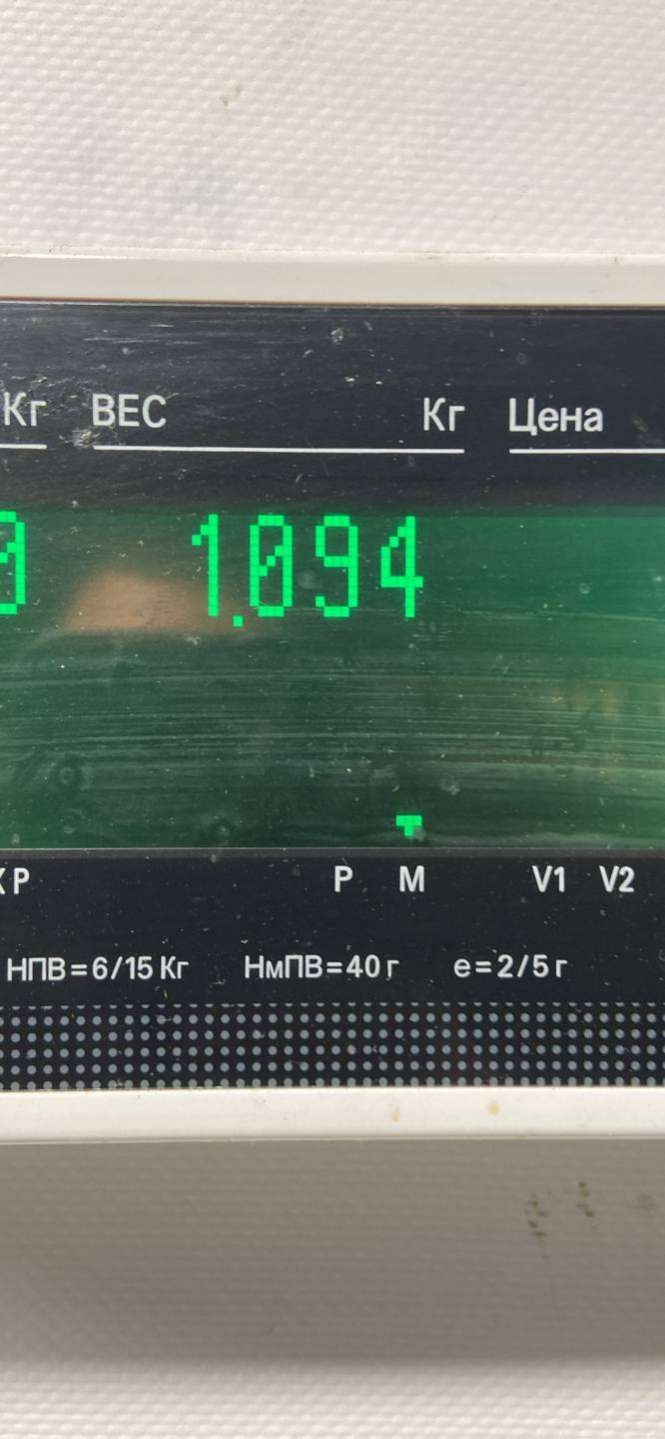 Кг ВЕС Кг Цена
0 1.094
Р М V1 V2
НПВ=6/15 Кг НмПВ=40 г е=2/5 г